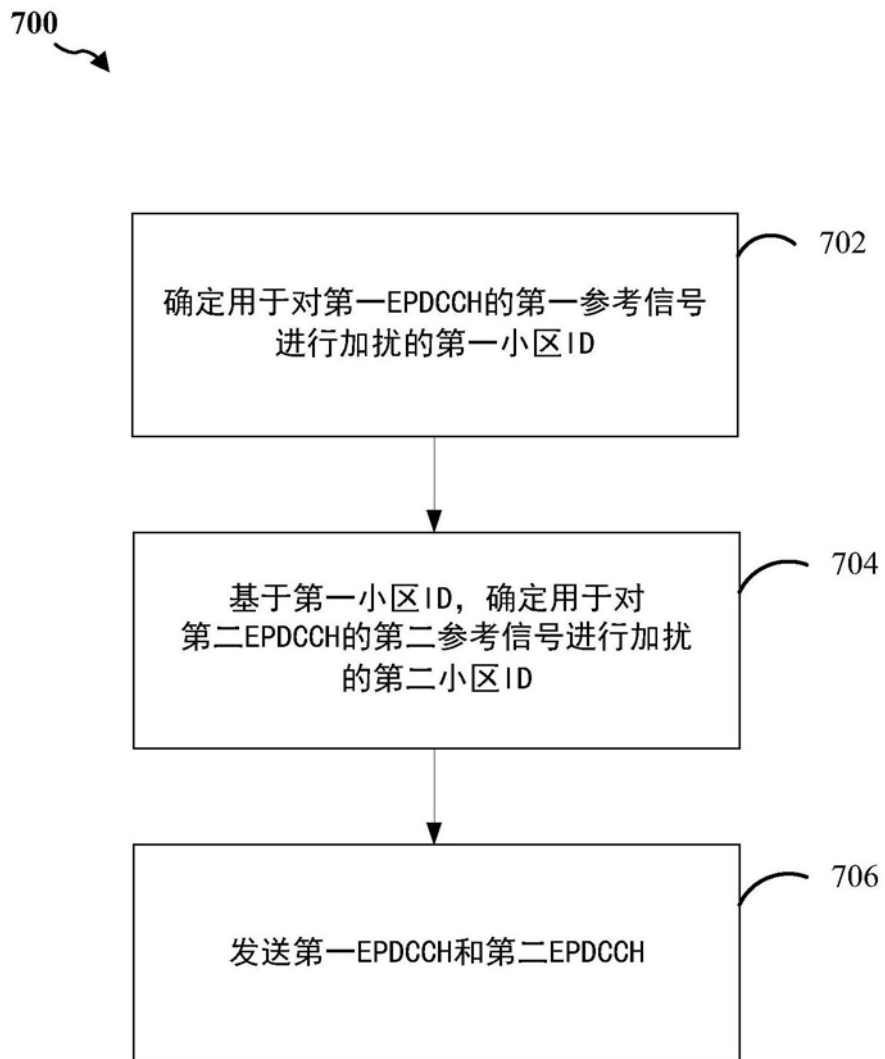 700
702
确定用于对第一EPDCCH的第一参考信号
进行加扰的第一小区ID
704
基于第一小区ID，确定用于对
第二EPDCCH的第二参考信号进行加扰
的第二小区ID
706
发送第一EPDCCH和第二EPDCCH